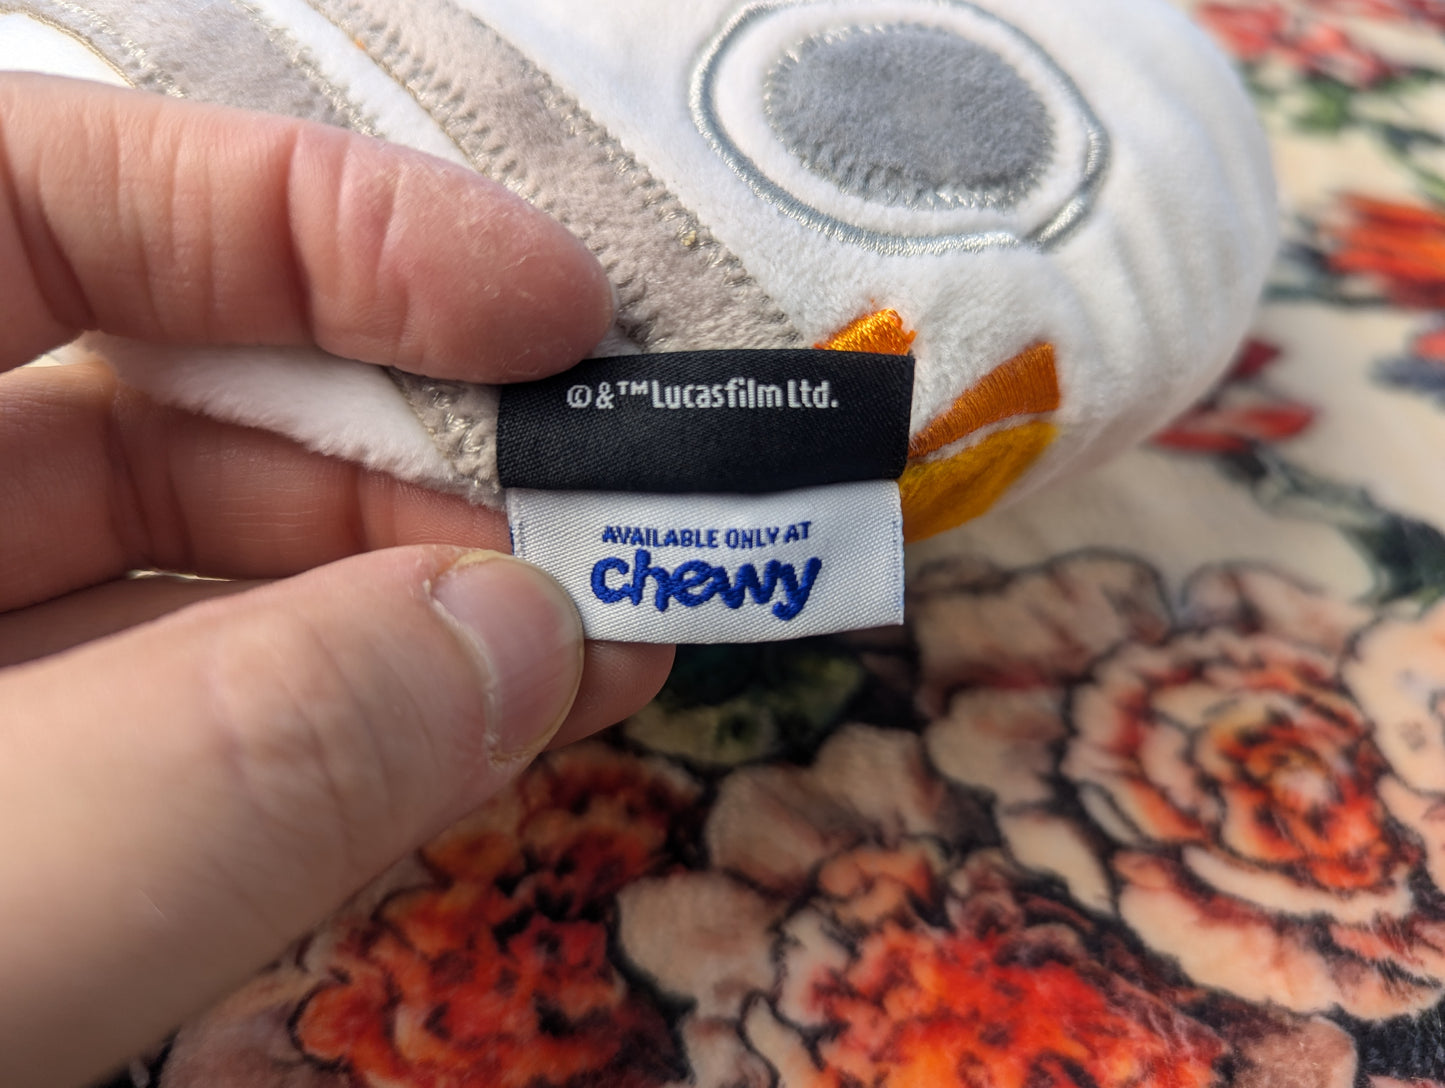 ©&™Lucasfilm Ltd.
AVAILABLE ONLY AT
chewy